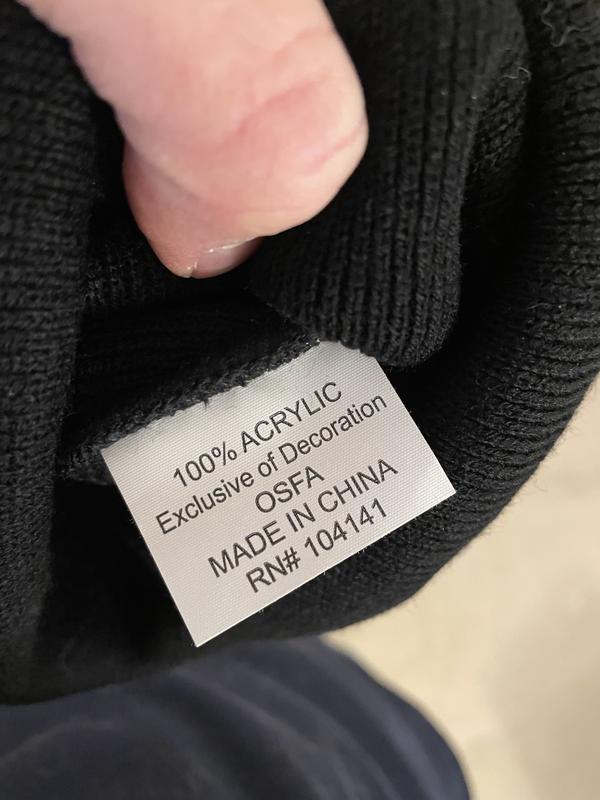 100% ACRYLIC
Exclusive of Decoration
OSFA
MADE IN CHINA
RN# 104141